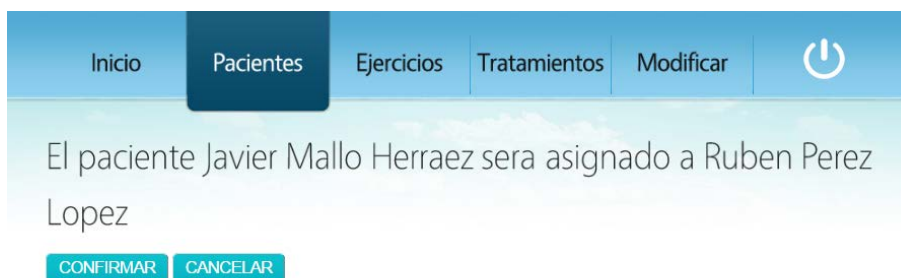 Inicio Pacientes Ejercicios Tratamientos Modificar
El paciente Javier Mallo Herraez sera asignado a Ruben Perez
Lopez
CONFIRMAR CANCELAR